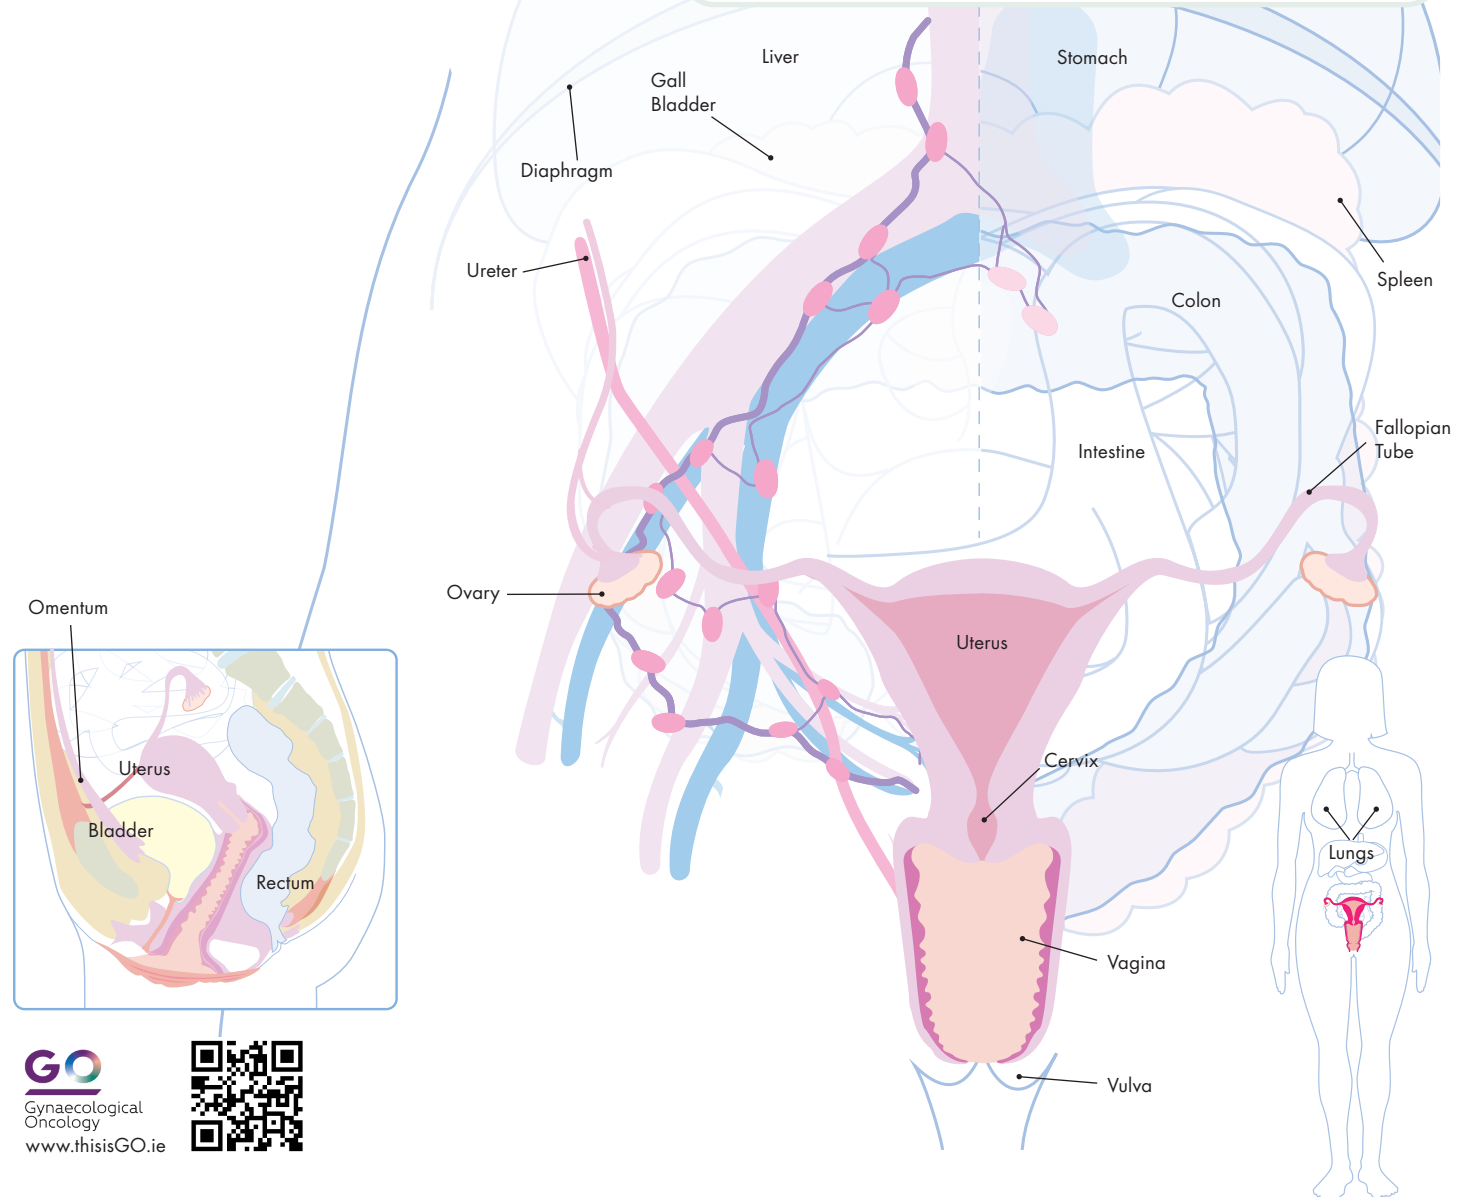 Liver
Stomach
Gall
Bladder
Diaphragm
Ureter
Spleen
Colon
Fallopian
Tube
Intestine
Ovary
Omentum
Uterus
Uterus
Cervix
Bladder
Lungs
Rectum
Vagina
Vulva
GO
Gynaecological
Oncology
www.thisisGO.ie